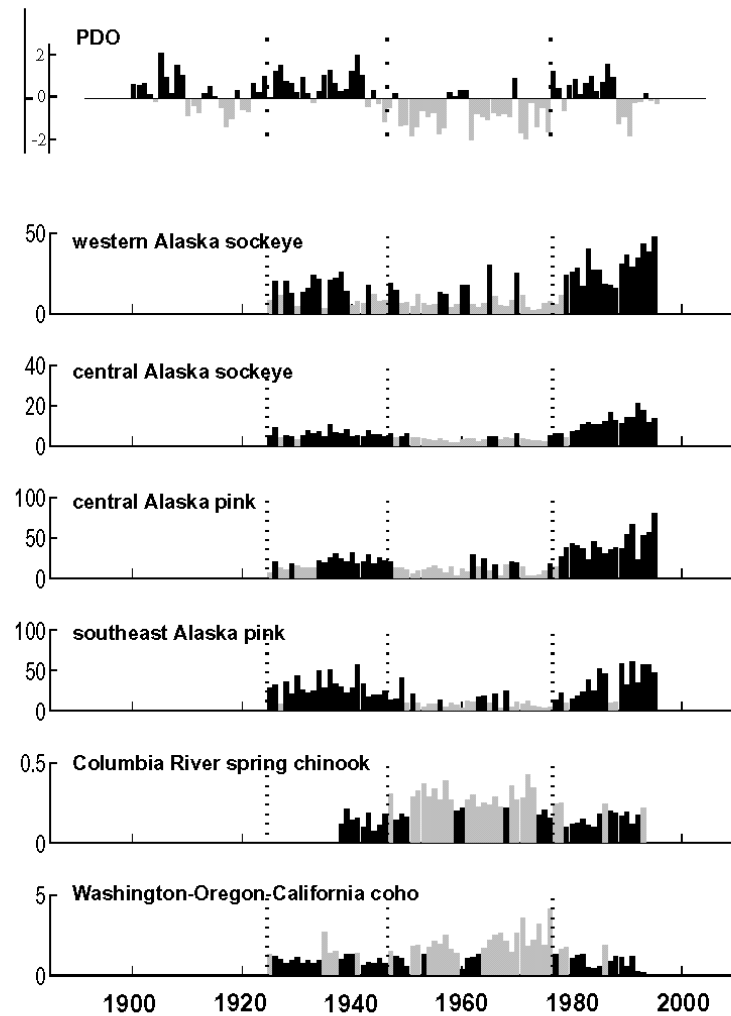 PDO
2
0
-2
western Alaska sockeye
50
0
central Alaska sockeye
40
20
0
central Alaska pink
100
50
0
southeast Alaska pink
100
50
0
Columbia River spring chinook
0.5
0
Washington-Oregon-California coho
5
0
1900 1920 1940 1960 1980 2000